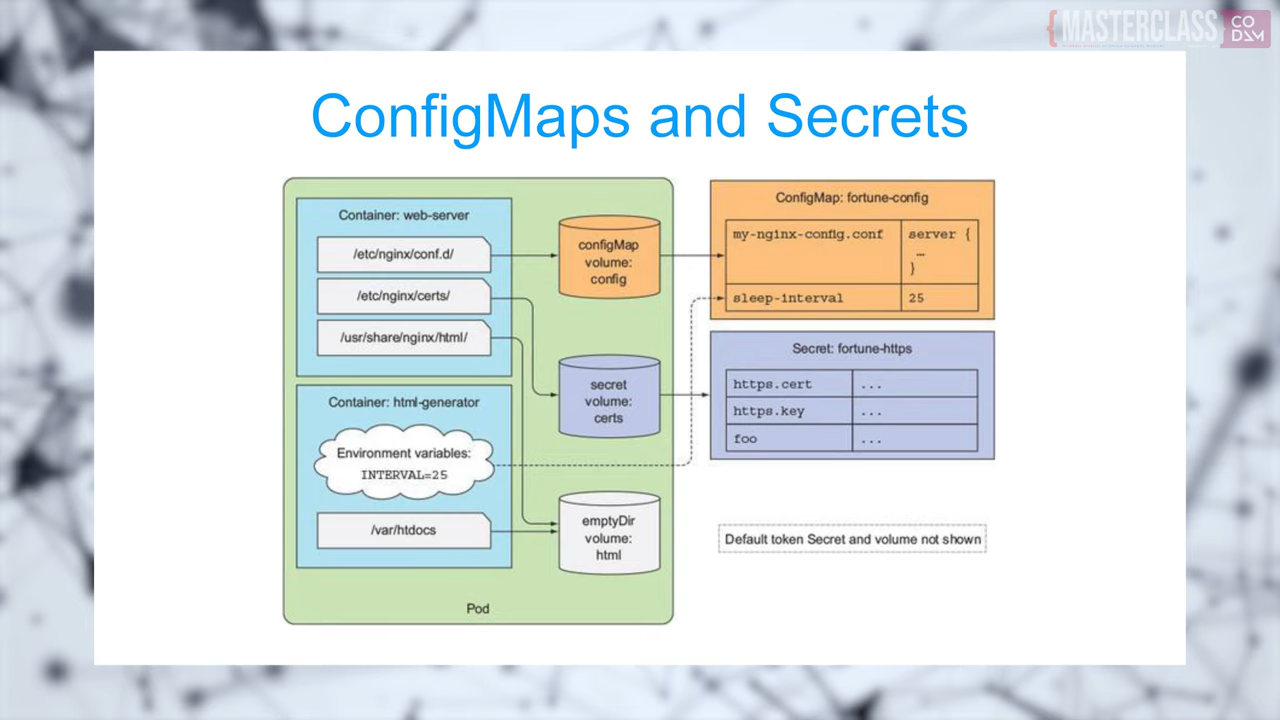 {MASTERCLASS
CO
D/\M
ConfigMaps and Secrets
Container: web-server
/etc/nginx/conf.d/
/etc/nginx/certs/
/usr/share/nginx/html/
Container: html-generator
Environment variables:
INTERVAL=25
/var/htdocs
configMap
volume:
config
secret
volume:
certs
emptyDir
volume:
html
Pod
ConfigMap: fortune-config
my-nginx-config.conf
server {
…
}
sleep-interval
25
Secret: fortune-https
https.cert
...
https.key
...
foo
...
Default token Secret and volume not shown